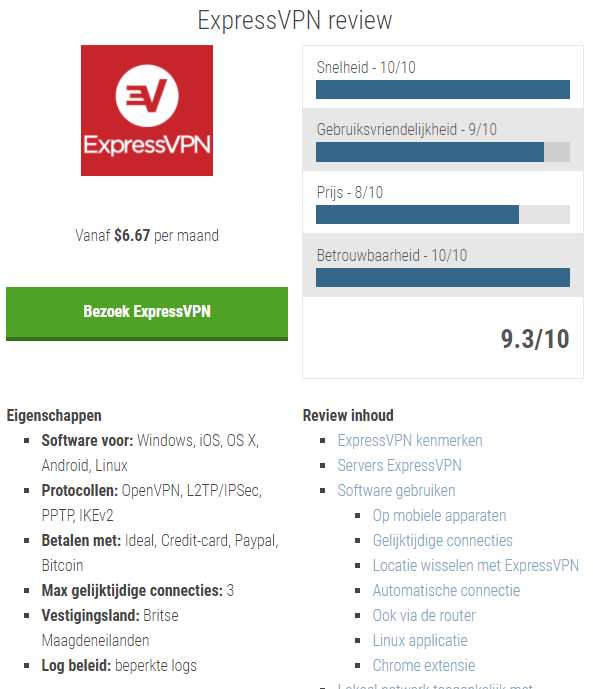 ExpressVPN review
EV
ExpressVPN
Vanaf $6.67 per maand
Bezoek ExpressVPN
Snelheid - 10/10
Gebruiksvriendelijkheid - 9/10
Prijs - 8/10
Betrouwbaarheid - 10/10
9.3/10
Eigenschappen
Software voor: Windows, iOS, OS X,
Android, Linux
Protocollen: OpenVPN, L2TP/IPSec,
PPTP, IKEv2
Betalen met: Ideal, Credit-card, Paypal,
Bitcoin
Max gelijktijdige connecties: 3
Vestigingsland: Britse
Maagdeneilanden
Log beleid: beperkte logs
Review inhoud
ExpressVPN kenmerken
Servers ExpressVPN
Software gebruiken
Op mobiele apparaten
Gelijktijdige connecties
Locatie wisselen met ExpressVPN
Automatische connectie
Ook via de router
Linux applicatie
Chrome extensie
Lokaal netwerk toegankelijk met